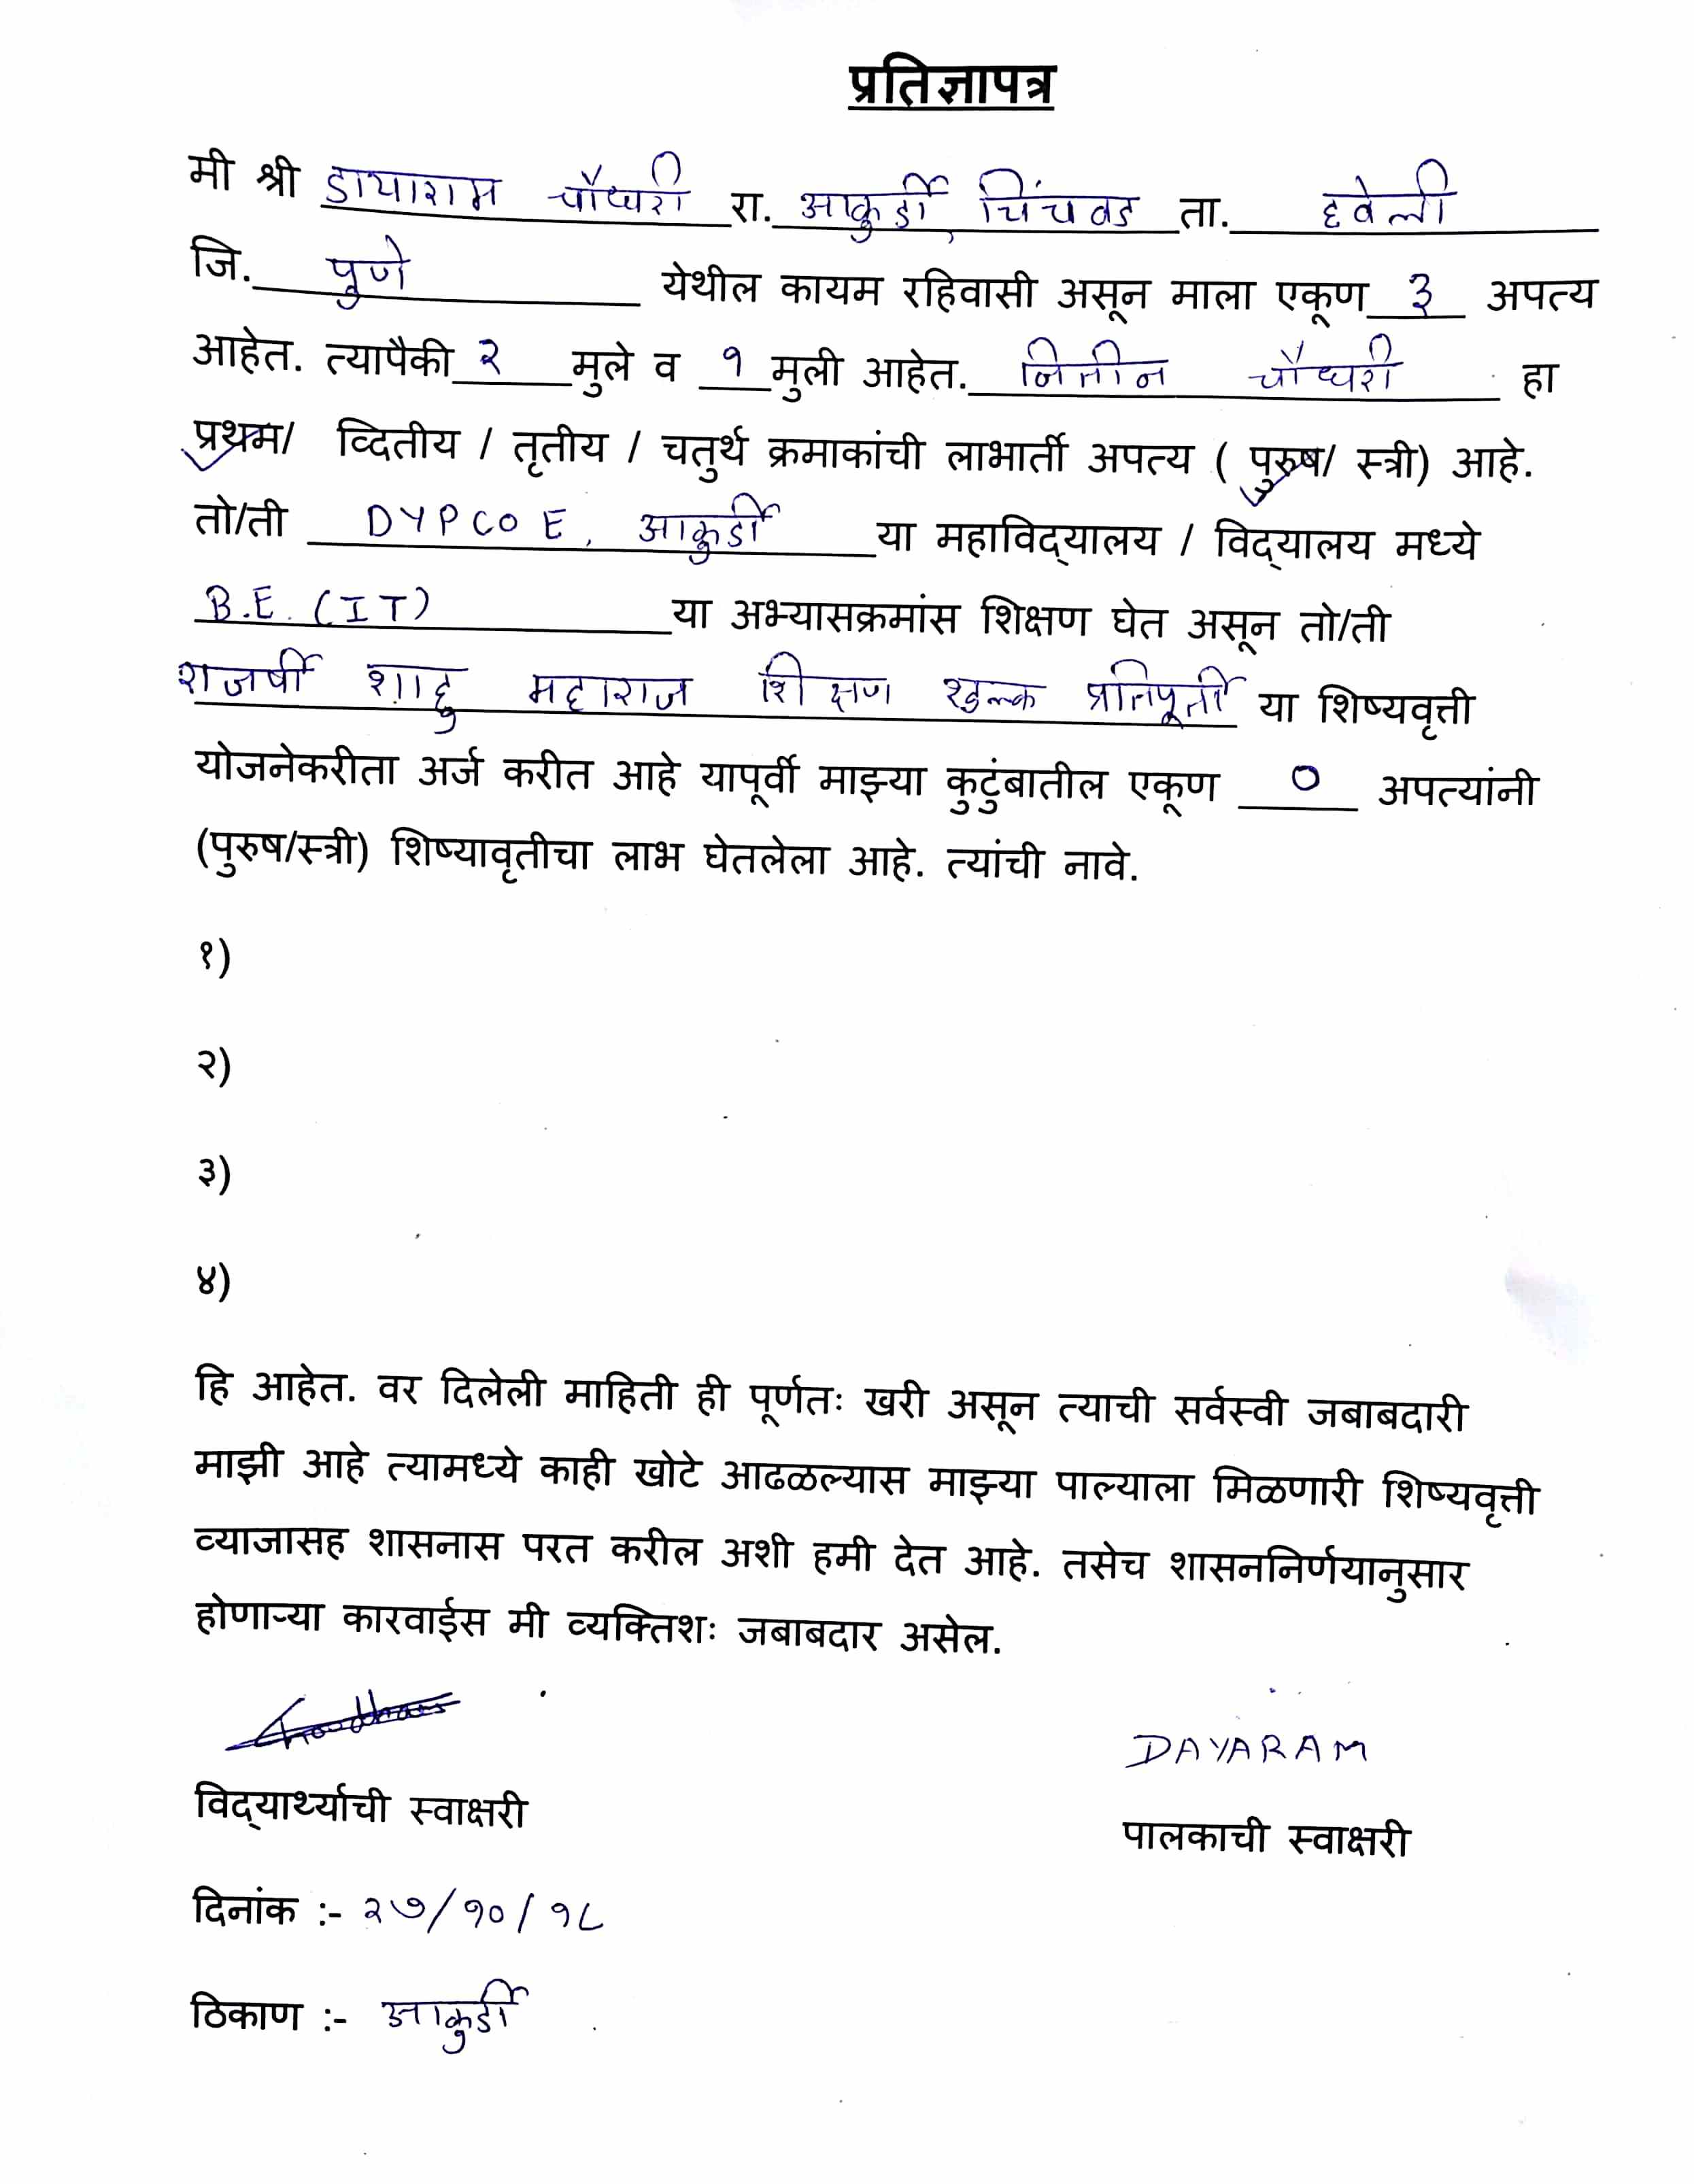 प्रतिज्ञापत्र
मी श्री डायाराम चौधरी रा. आकुर्डी, चिंचवड ता. हवेली
जि. पुणे येथील कायम रहिवासी असून माला एकूण ३ अपत्य
आहेत. त्यापैकी २ मुले व १ मुली आहेत. नितीन चौधरी हा
प्रथम/ व्दितीय / तृतीय / चतुर्थ क्रमाकांची लाभार्ती अपत्य ( पुरुष/ स्त्री) आहे.
तो/ती DYPCOE, आकुर्डी या महाविद्यालय / विद्यालय मध्ये
B.E. (IT) या अभ्यासक्रमांस शिक्षण घेत असून तो/ती
राजर्षी शाहु महाराज शिक्षण शुल्क प्रतिपूर्ती या शिष्यवृत्ती
योजनेकरीता अर्ज करीत आहे यापूर्वी माझ्या कुटुंबातील एकूण ० अपत्यांनी
(पुरुष/स्त्री) शिष्यावृतीचा लाभ घेतलेला आहे. त्यांची नावे.
१)
२)
३)
४)
हि आहेत. वर दिलेली माहिती ही पूर्णतः खरी असून त्याची सर्वस्वी जबाबदारी
माझी आहे त्यामध्ये काही खोटे आढळल्यास माझ्या पाल्याला मिळणारी शिष्यवृत्ती
व्याजासह शासनास परत करील अशी हमी देत आहे. तसेच शासननिर्णयानुसार
होणाऱ्या कारवाईस मी व्यक्तिशः जबाबदार असेल.
DAYARAM
विद्यार्थ्याची स्वाक्षरी
पालकाची स्वाक्षरी
दिनांक :- २७/१०/१८
ठिकाण :- आकुर्डी